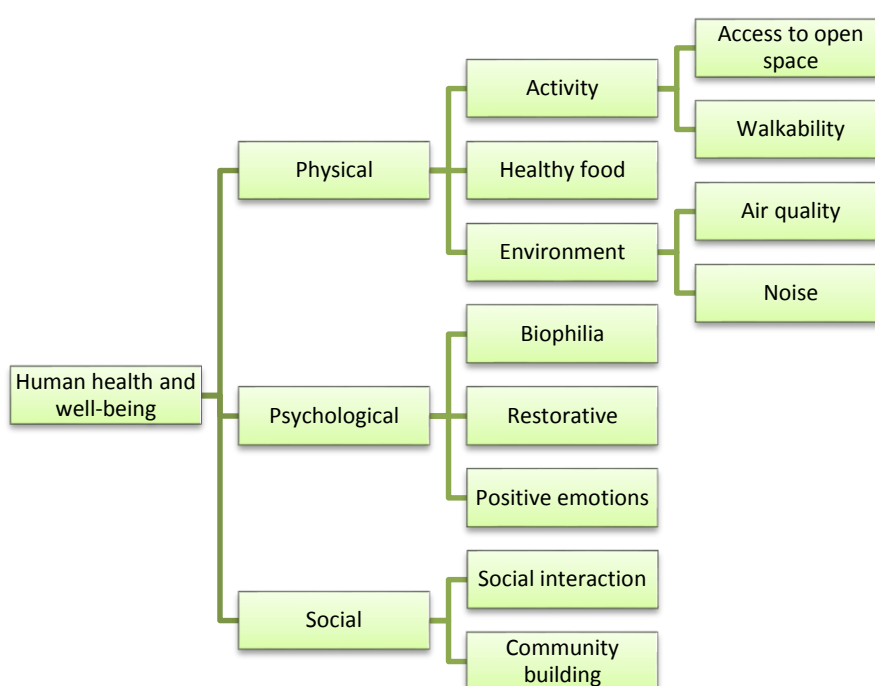 Access to open
space
Activity
Walkability
Physical
Healthy food
Air quality
Environment
Noise
Biophilia
Human health and
well-being
Psychological
Restorative
Positive emotions
Social interaction
Social
Community
building